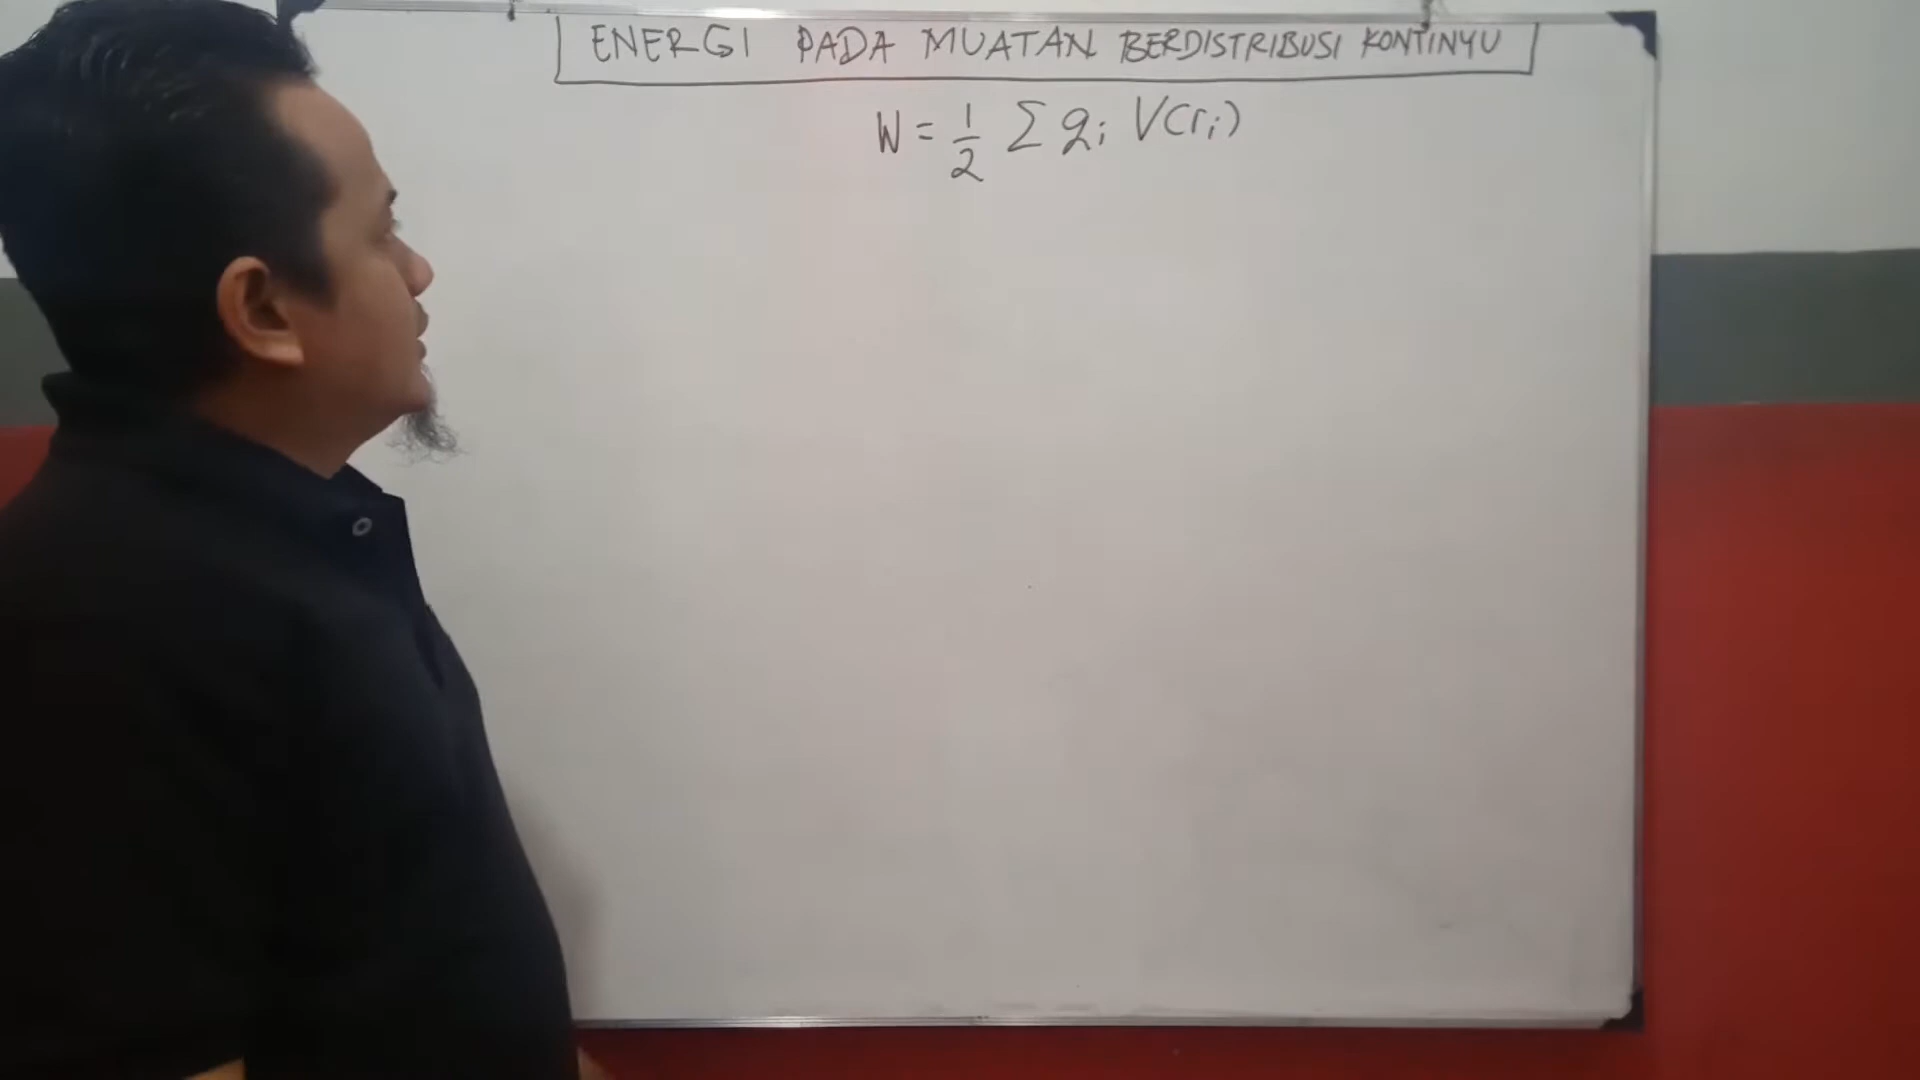 ENERGI PADA MUATAN BERDISTRIBUSI KONTINYU
W = 1/2 Σ qi V(ri)